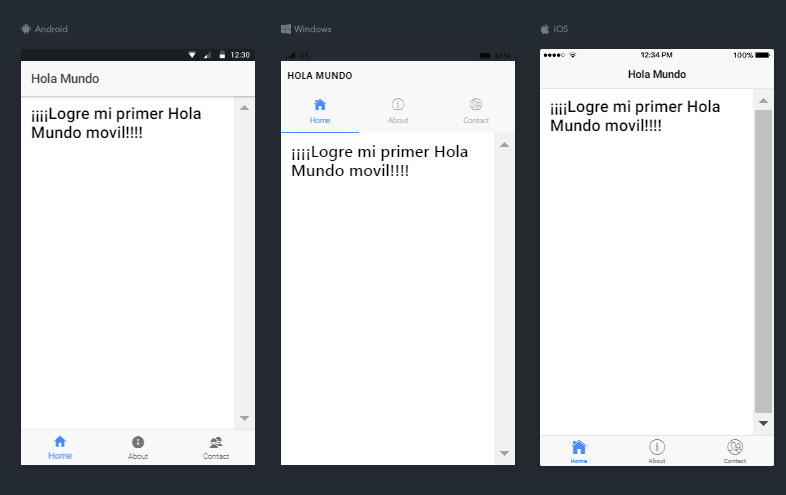 Android
12:30
Hola Mundo
¡¡¡¡Logre mi primer Hola
Mundo movil!!!!
Home
About
Contact
Windows
LTE
12:34
HOLA MUNDO
Home
About
Contact
¡¡¡¡Logre mi primer Hola
Mundo movil!!!!
iOS
12:34 PM
100%
Hola Mundo
¡¡¡¡Logre mi primer Hola
Mundo movil!!!!
Home
About
Contact